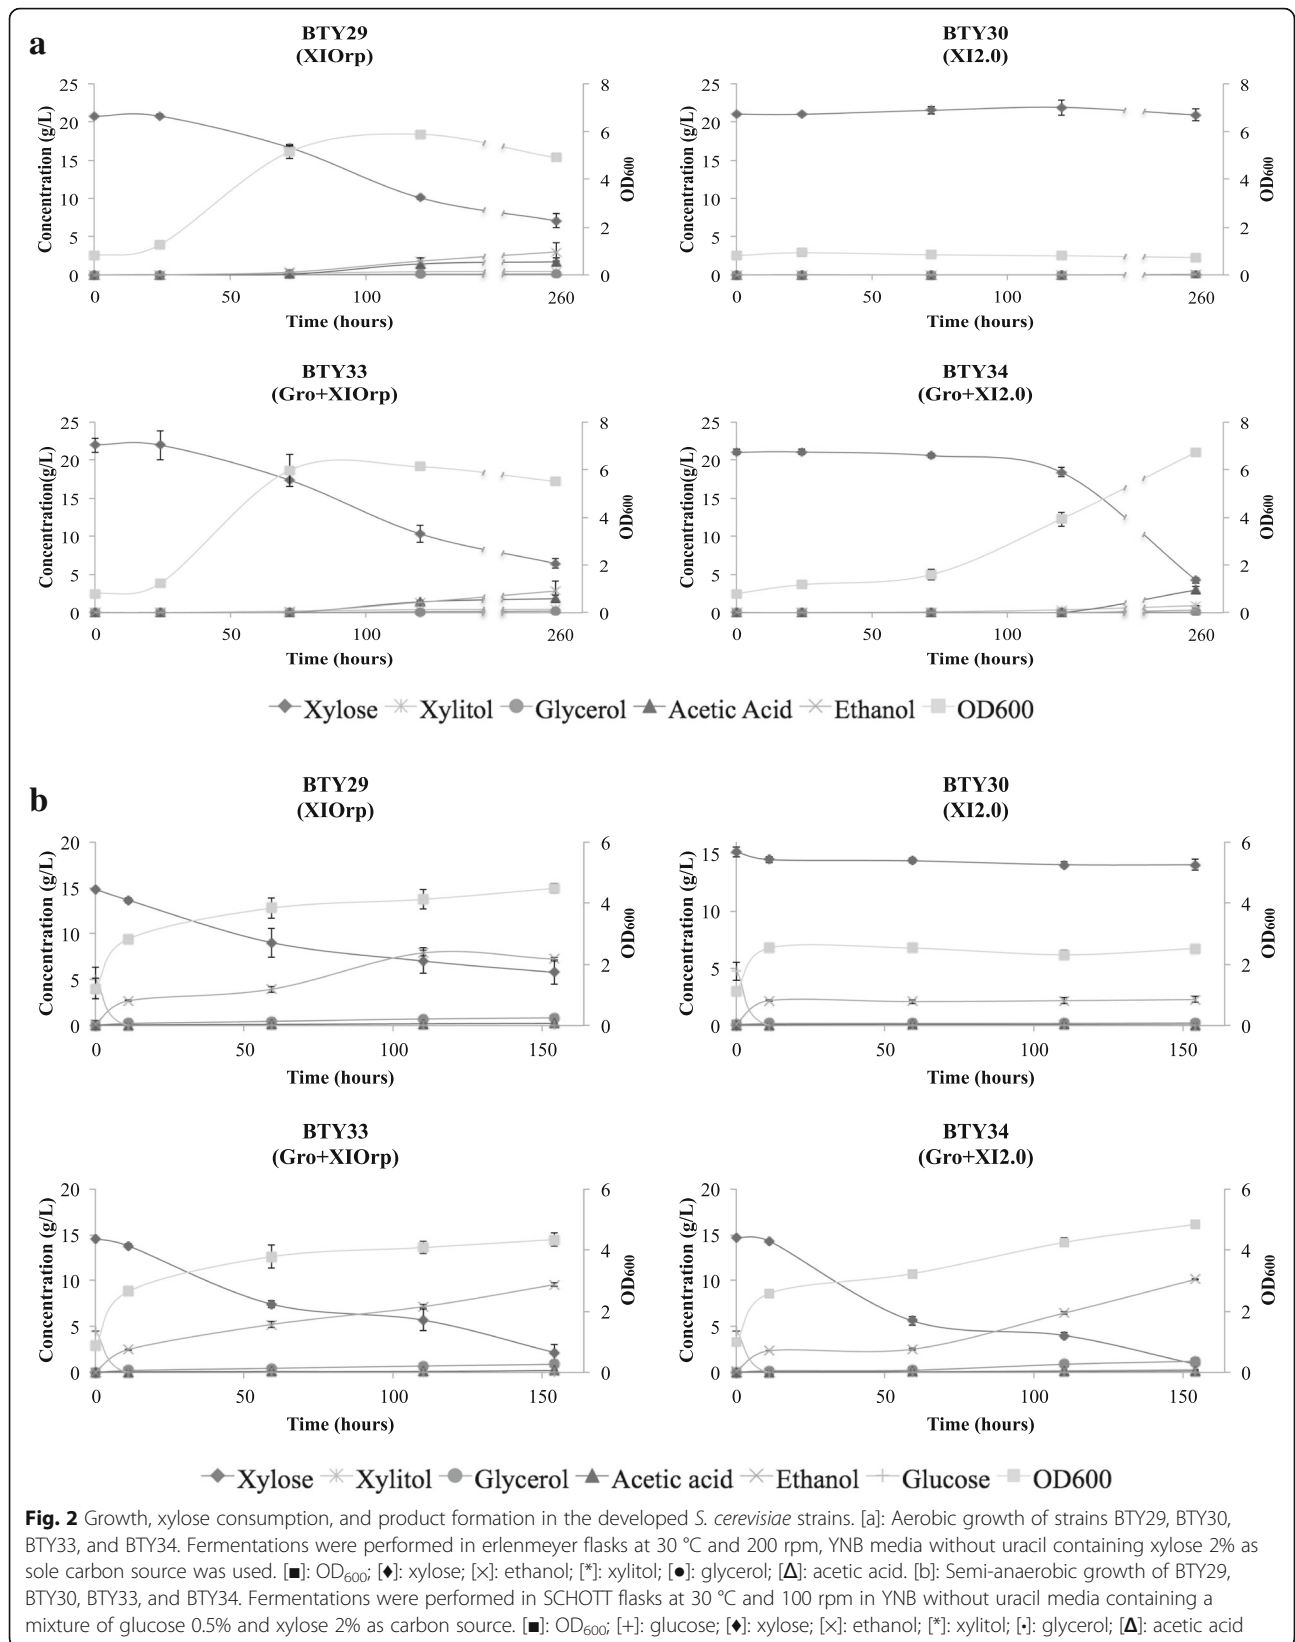 a
BTY29
(XIOrp)
25
20
15
10
5
0
Concentration (g/L)
8
6
4
2
0
OD600
0 50 100 260
Time (hours)
BTY30
(XI2.0)
25
20
15
10
5
0
Concentration (g/L)
8
6
4
2
0
OD600
0 50 100 260
Time (hours)
BTY33
(Gro+XIOrp)
25
20
15
10
5
0
Concentration(g/L)
8
6
4
2
0
OD600
0 50 100 260
Time (hours)
BTY34
(Gro+XI2.0)
25
20
15
10
5
0
Concentration (g/L)
8
6
4
2
0
OD600
0 50 100 260
Time (hours)
Xylose Xylitol Glycerol Acetic Acid Ethanol OD600
b
BTY29
(XIOrp)
20
15
10
5
0
Concentration (g/L)
6
4
2
0
OD600
0 50 100 150
Time (hours)
BTY30
(XI2.0)
15
10
5
0
Concentration (g/L)
6
4
2
0
OD600
0 50 100 150
Time (hours)
BTY33
(Gro+XIOrp)
20
15
10
5
0
Concentration (g/L)
6
4
2
0
OD600
0 50 100 150
Time (hours)
BTY34
(Gro+XI2.0)
20
15
10
5
0
Concentration (g/L)
6
4
2
0
OD600
0 50 100 150
Time (hours)
Xylose Xylitol Glycerol Acetic acid Ethanol Glucose OD600
Fig. 2 Growth, xylose consumption, and product formation in the developed S. cerevisiae strains. [a]: Aerobic growth of strains BTY29, BTY30,
BTY33, and BTY34. Fermentations were performed in erlenmeyer flasks at 30 °C and 200 rpm, YNB media without uracil containing xylose 2% as
sole carbon source was used. [■]: OD600; [♦]: xylose; [×]: ethanol; [*]: xylitol; [●]: glycerol; [Δ]: acetic acid. [b]: Semi-anaerobic growth of BTY29,
BTY30, BTY33, and BTY34. Fermentations were performed in SCHOTT flasks at 30 °C and 100 rpm in YNB without uracil media containing a
mixture of glucose 0.5% and xylose 2% as carbon source. [■]: OD600; [+]: glucose; [♦]: xylose; [×]: ethanol; [*]: xylitol; [·]: glycerol; [Δ]: acetic acid